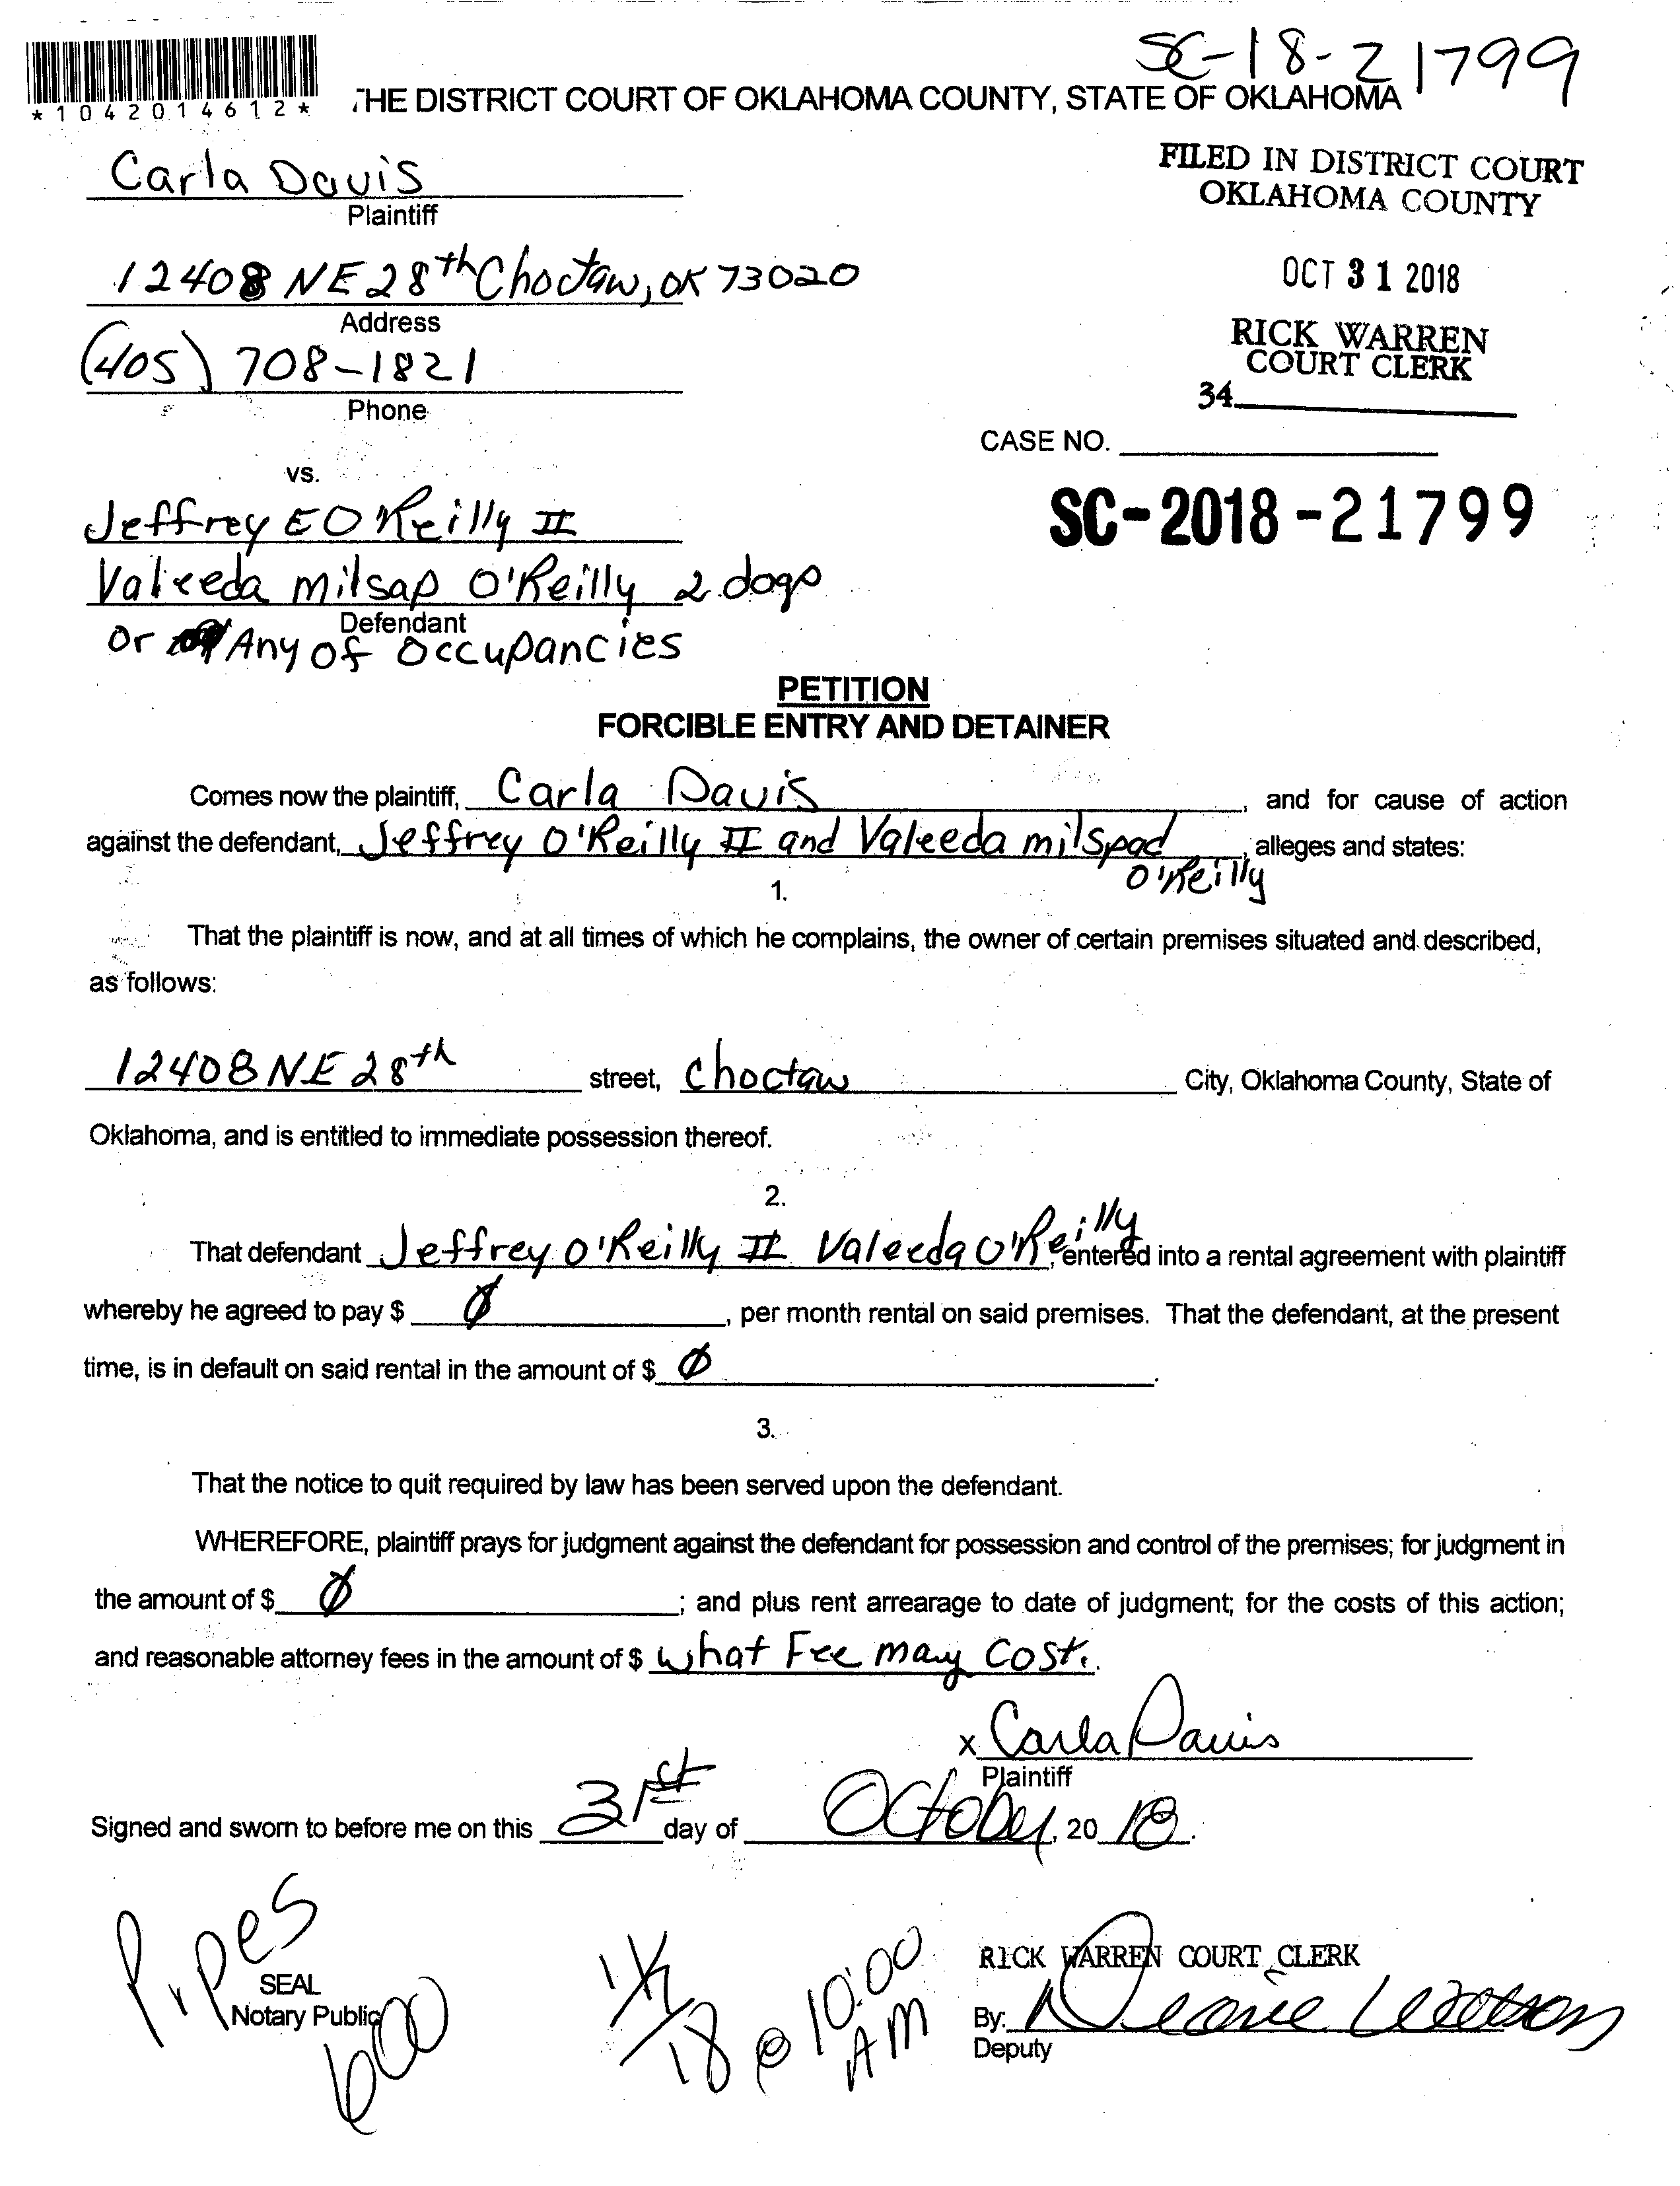 SC-18-21799
*1042014612*
THE DISTRICT COURT OF OKLAHOMA COUNTY, STATE OF OKLAHOMA
Carla Davis
Plaintiff
FILED IN DISTRICT COURT
OKLAHOMA COUNTY
12408 NE 28th Choctaw, OK 73020
Address
OCT 31 2018
(405) 708-1821
Phone
RICK WARREN
COURT CLERK
34
CASE NO.
vs.
SC-2018-21799
Jeffrey E O'Reilly II
Valeeda milsap O'Reilly 2 dogs
Defendant
or Any of Occupancies
PETITION
FORCIBLE ENTRY AND DETAINER
Comes now the plaintiff, Carla Davis, and for cause of action
against the defendant, Jeffrey O'Reilly II and Valeeda milspad O'Reilly, alleges and states:
1.
That the plaintiff is now, and at all times of which he complains, the owner of certain premises situated and described,
as follows:
12408 NE 28th street, Choctaw City, Oklahoma County, State of
Oklahoma, and is entitled to immediate possession thereof.
2.
That defendant Jeffrey O'Reilly II Valeeda O'Reilly, entered into a rental agreement with plaintiff
whereby he agreed to pay $ Ø, per month rental on said premises. That the defendant, at the present
time, is in default on said rental in the amount of $ Ø.
3.
That the notice to quit required by law has been served upon the defendant.
WHEREFORE, plaintiff prays for judgment against the defendant for possession and control of the premises; for judgment in
the amount of $ Ø; and plus rent arrearage to date of judgment; for the costs of this action;
and reasonable attorney fees in the amount of $ what Fee may cost.
x Carla Davis
Plaintiff
Signed and sworn to before me on this 31st day of October, 2018.
Pipes
SEAL
Notary Public
600
18 @ 10:00 AM
RICK WARREN COURT CLERK
By:
Deputy